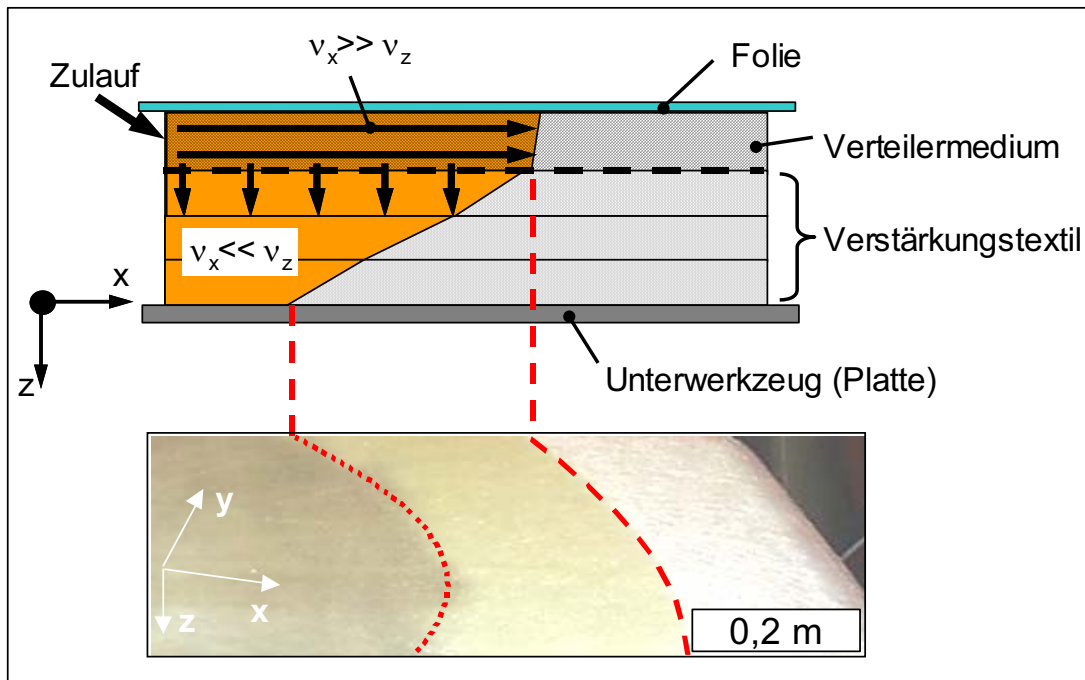 νx>> νz
Folie
Zulauf
Verteilermedium
Verstärkungstextil
νx<< νz
x
z
Unterwerkzeug (Platte)
y
x
z
0,2 m